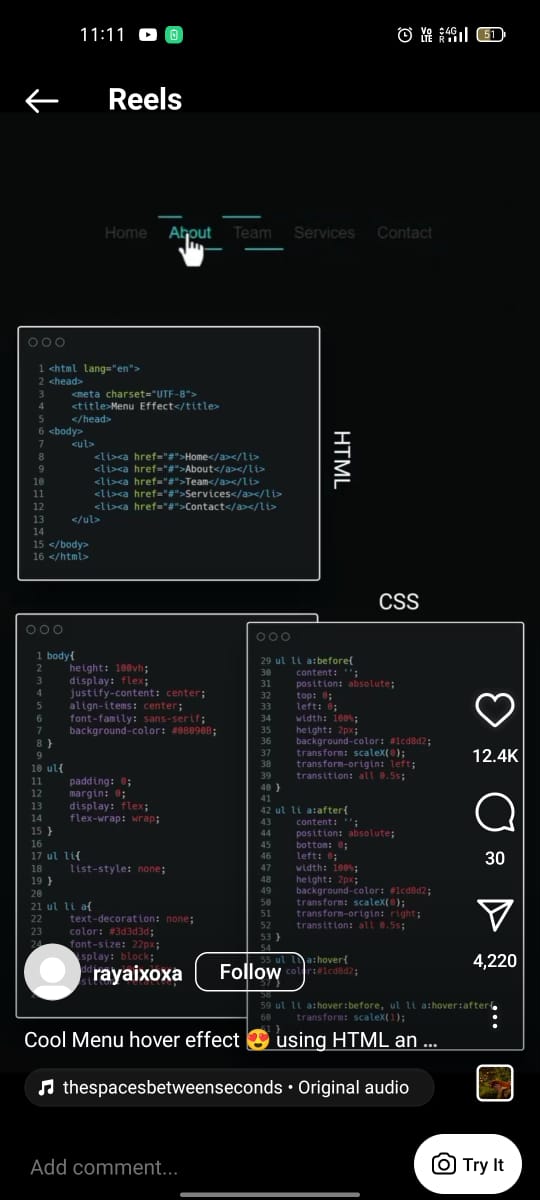 11:11
Vo LTE 4G R 51
Reels
Home About Team Services Contact
1 <html lang="en">
2 <head>
3 <meta charset="UTF-8">
4 <title>Menu Effect</title>
5 </head>
6 <body>
7 <ul>
8 <li><a href="#">Home</a></li>
9 <li><a href="#">About</a></li>
10 <li><a href="#">Team</a></li>
11 <li><a href="#">Services</a></li>
12 <li><a href="#">Contact</a></li>
13 </ul>
14
15 </body>
16 </html>
HTML
CSS
1 body{
2 height: 100vh;
3 display: flex;
4 justify-content: center;
5 align-items: center;
6 font-family: sans-serif;
7 background-color: #08090B;
8 }
9
10 ul{
11 padding: 0;
12 margin: 0;
13 display: flex;
14 flex-wrap: wrap;
15 }
16
17 ul li{
18 list-style: none;
19 }
20
21 ul li a{
22 text-decoration: none;
23 color: #3d3d3d;
24 font-size: 22px;
display: block;
29 ul li a:before{
30 content: '';
31 position: absolute;
32 top: 0;
33 left: 0;
34 width: 100%;
35 height: 2px;
36 background-color: #1cd8d2;
37 transform: scaleX(0);
38 transform-origin: left;
39 transition: all 0.5s;
40 }
41
42 ul li a:after{
43 content: '';
44 position: absolute;
45 bottom: 0;
46 left: 0;
47 width: 100%;
48 height: 2px;
49 background-color: #1cd8d2;
50 transform: scaleX(0);
51 transform-origin: right;
52 transition: all 0.5s;
53 }
54
55 ul li a:hover{
color:#1cd8d2;
58
59 ul li a:hover:before, ul li a:hover:after{
60 transform: scaleX(1);
61 }
12.4K
30
4,220
rayaixoxa Follow
Cool Menu hover effect 😍 using HTML an ...
thespacesbetweenseconds • Original audio
Add comment...
Try It